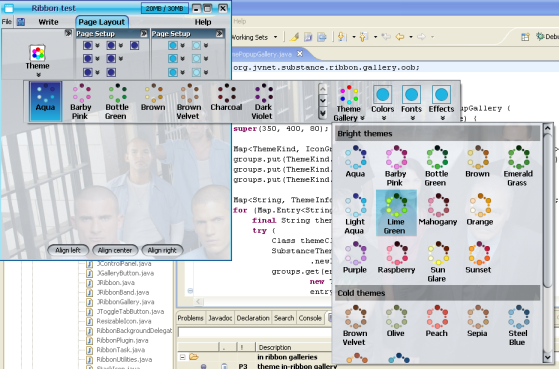 Ribbon test
20MB / 30MB
File
Write
Page Layout
Help
Theme
Page Setup
Page Setup
Aqua
Barby Pink
Bottle Green
Brown
Brown Velvet
Charcoal
Dark Violet
Theme Gallery
Colors
Fonts
Effects
Align left
Align center
Align right
Help
Working Sets
Debu
PopupGallery.java
org.jvnet.substance.ribbon.gallery.oob;
opupGallery {
) {
super(350, 400, 80);
Map<ThemeKind, IconGr
groups.put(ThemeKind.
groups.put(ThemeKind.
groups.put(ThemeKind.
Map<String, ThemeInfo
for (Map.Entry<String
final String them
try {
Class themeCl
SubstanceThem
.new
groups.get(en
new T
entry
Bright themes
Aqua
Barby Pink
Bottle Green
Brown
Emerald Grass
Light Aqua
Lime Green
Mahogany
Orange
Purple
Raspberry
Sun Glare
Sunset
Cold themes
Brown Velvet
Olive
Peach
Sepia
Steel Blue
JControlPanel.java
JGalleryButton.java
JRibbon.java
JRibbonBand.java
JRibbonGallery.java
JToggleTabButton.java
ResizableIcon.java
RibbonBackgroundDelegat
RibbonPlugin.java
RibbonTask.java
RibbonUtilities.java
Problems
Javadoc
Declaration
Search
Console
!
Description
in ribbon galleries
P3
theme in-ribbon gallery